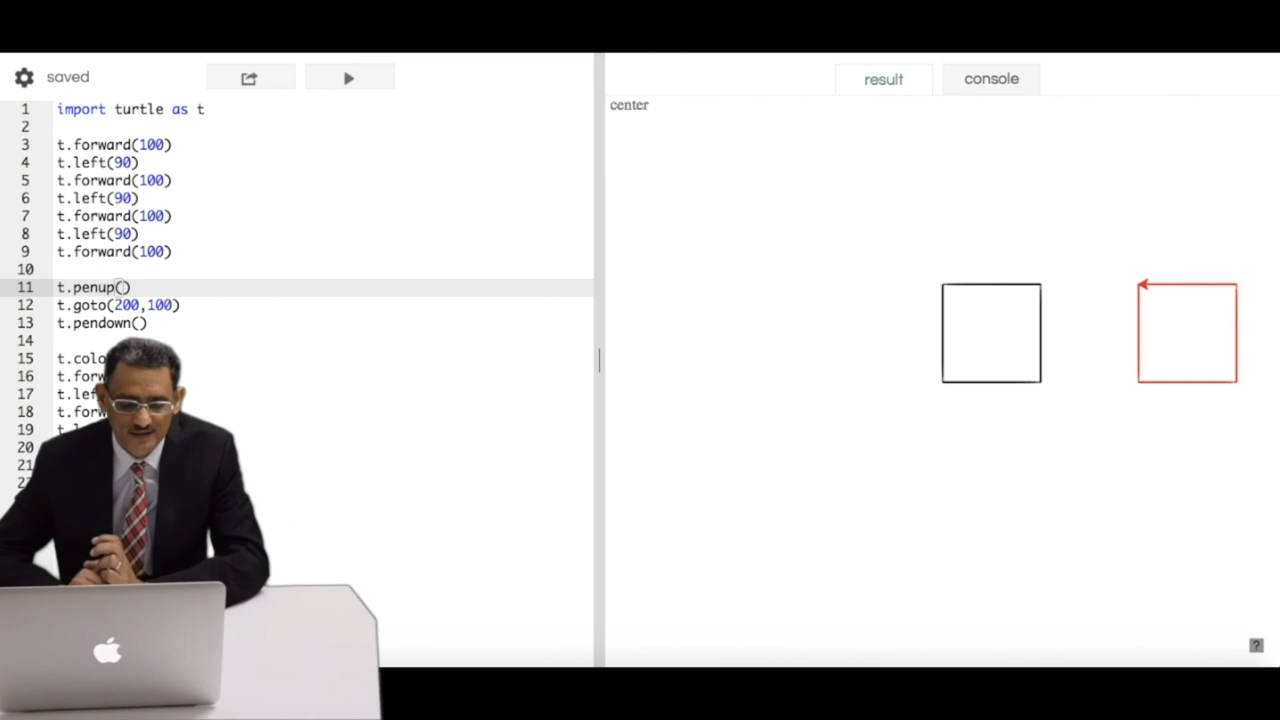 saved
result
console
center
1 import turtle as t
2
3 t.forward(100)
4 t.left(90)
5 t.forward(100)
6 t.left(90)
7 t.forward(100)
8 t.left(90)
9 t.forward(100)
10
11 t.penup()
12 t.goto(200,100)
13 t.pendown()
14
15 t.colo
16 t.forw
17 t.lef
18 t.forw
19 t.l
20
21
?